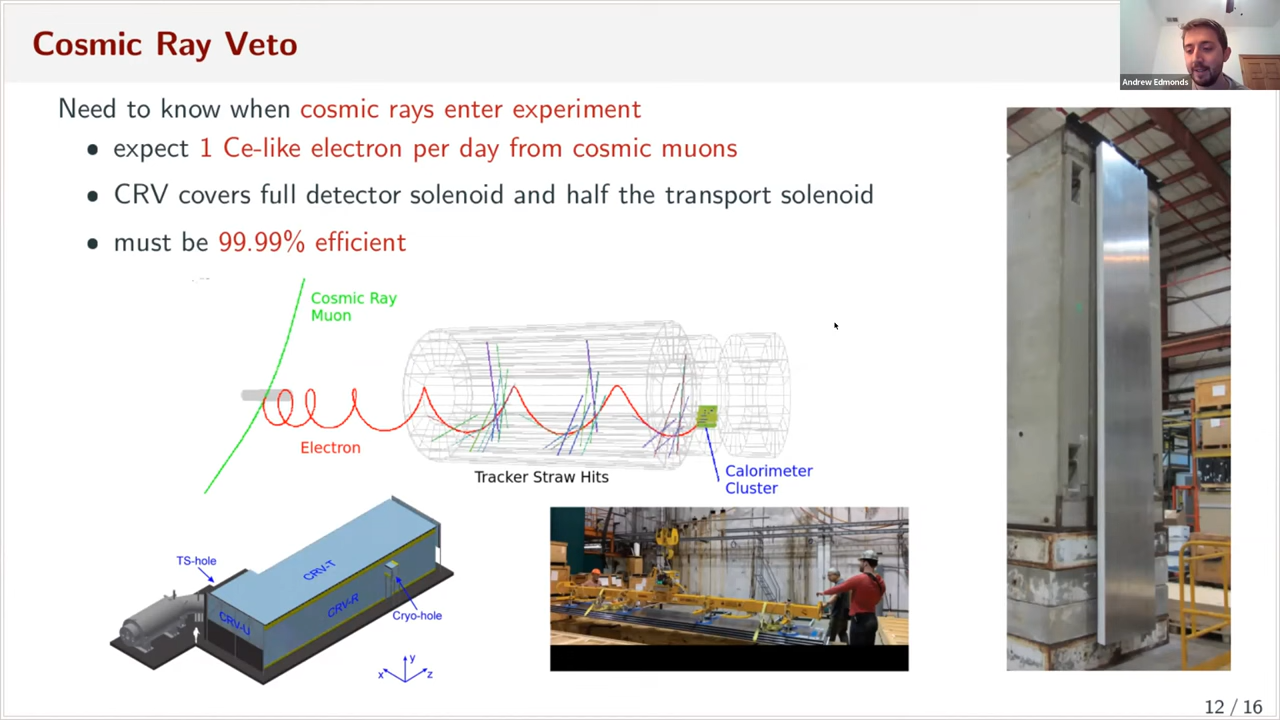 Cosmic Ray Veto
Andrew Edmonds
Need to know when cosmic rays enter experiment
• expect 1 Ce-like electron per day from cosmic muons
• CRV covers full detector solenoid and half the transport solenoid
• must be 99.99% efficient
Cosmic Ray
Muon
Electron
Tracker Straw Hits
Calorimeter
Cluster
TS-hole
CRV-T
CRV-R
CRV-U
Cryo-hole
y
x
z
12 / 16